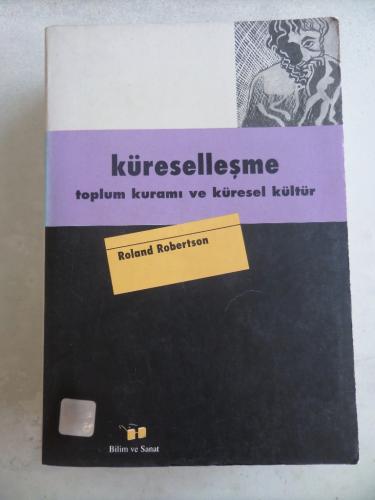 küreselleşme
toplum kuramı ve küresel kültür
Roland Robertson
Bilim ve Sanat